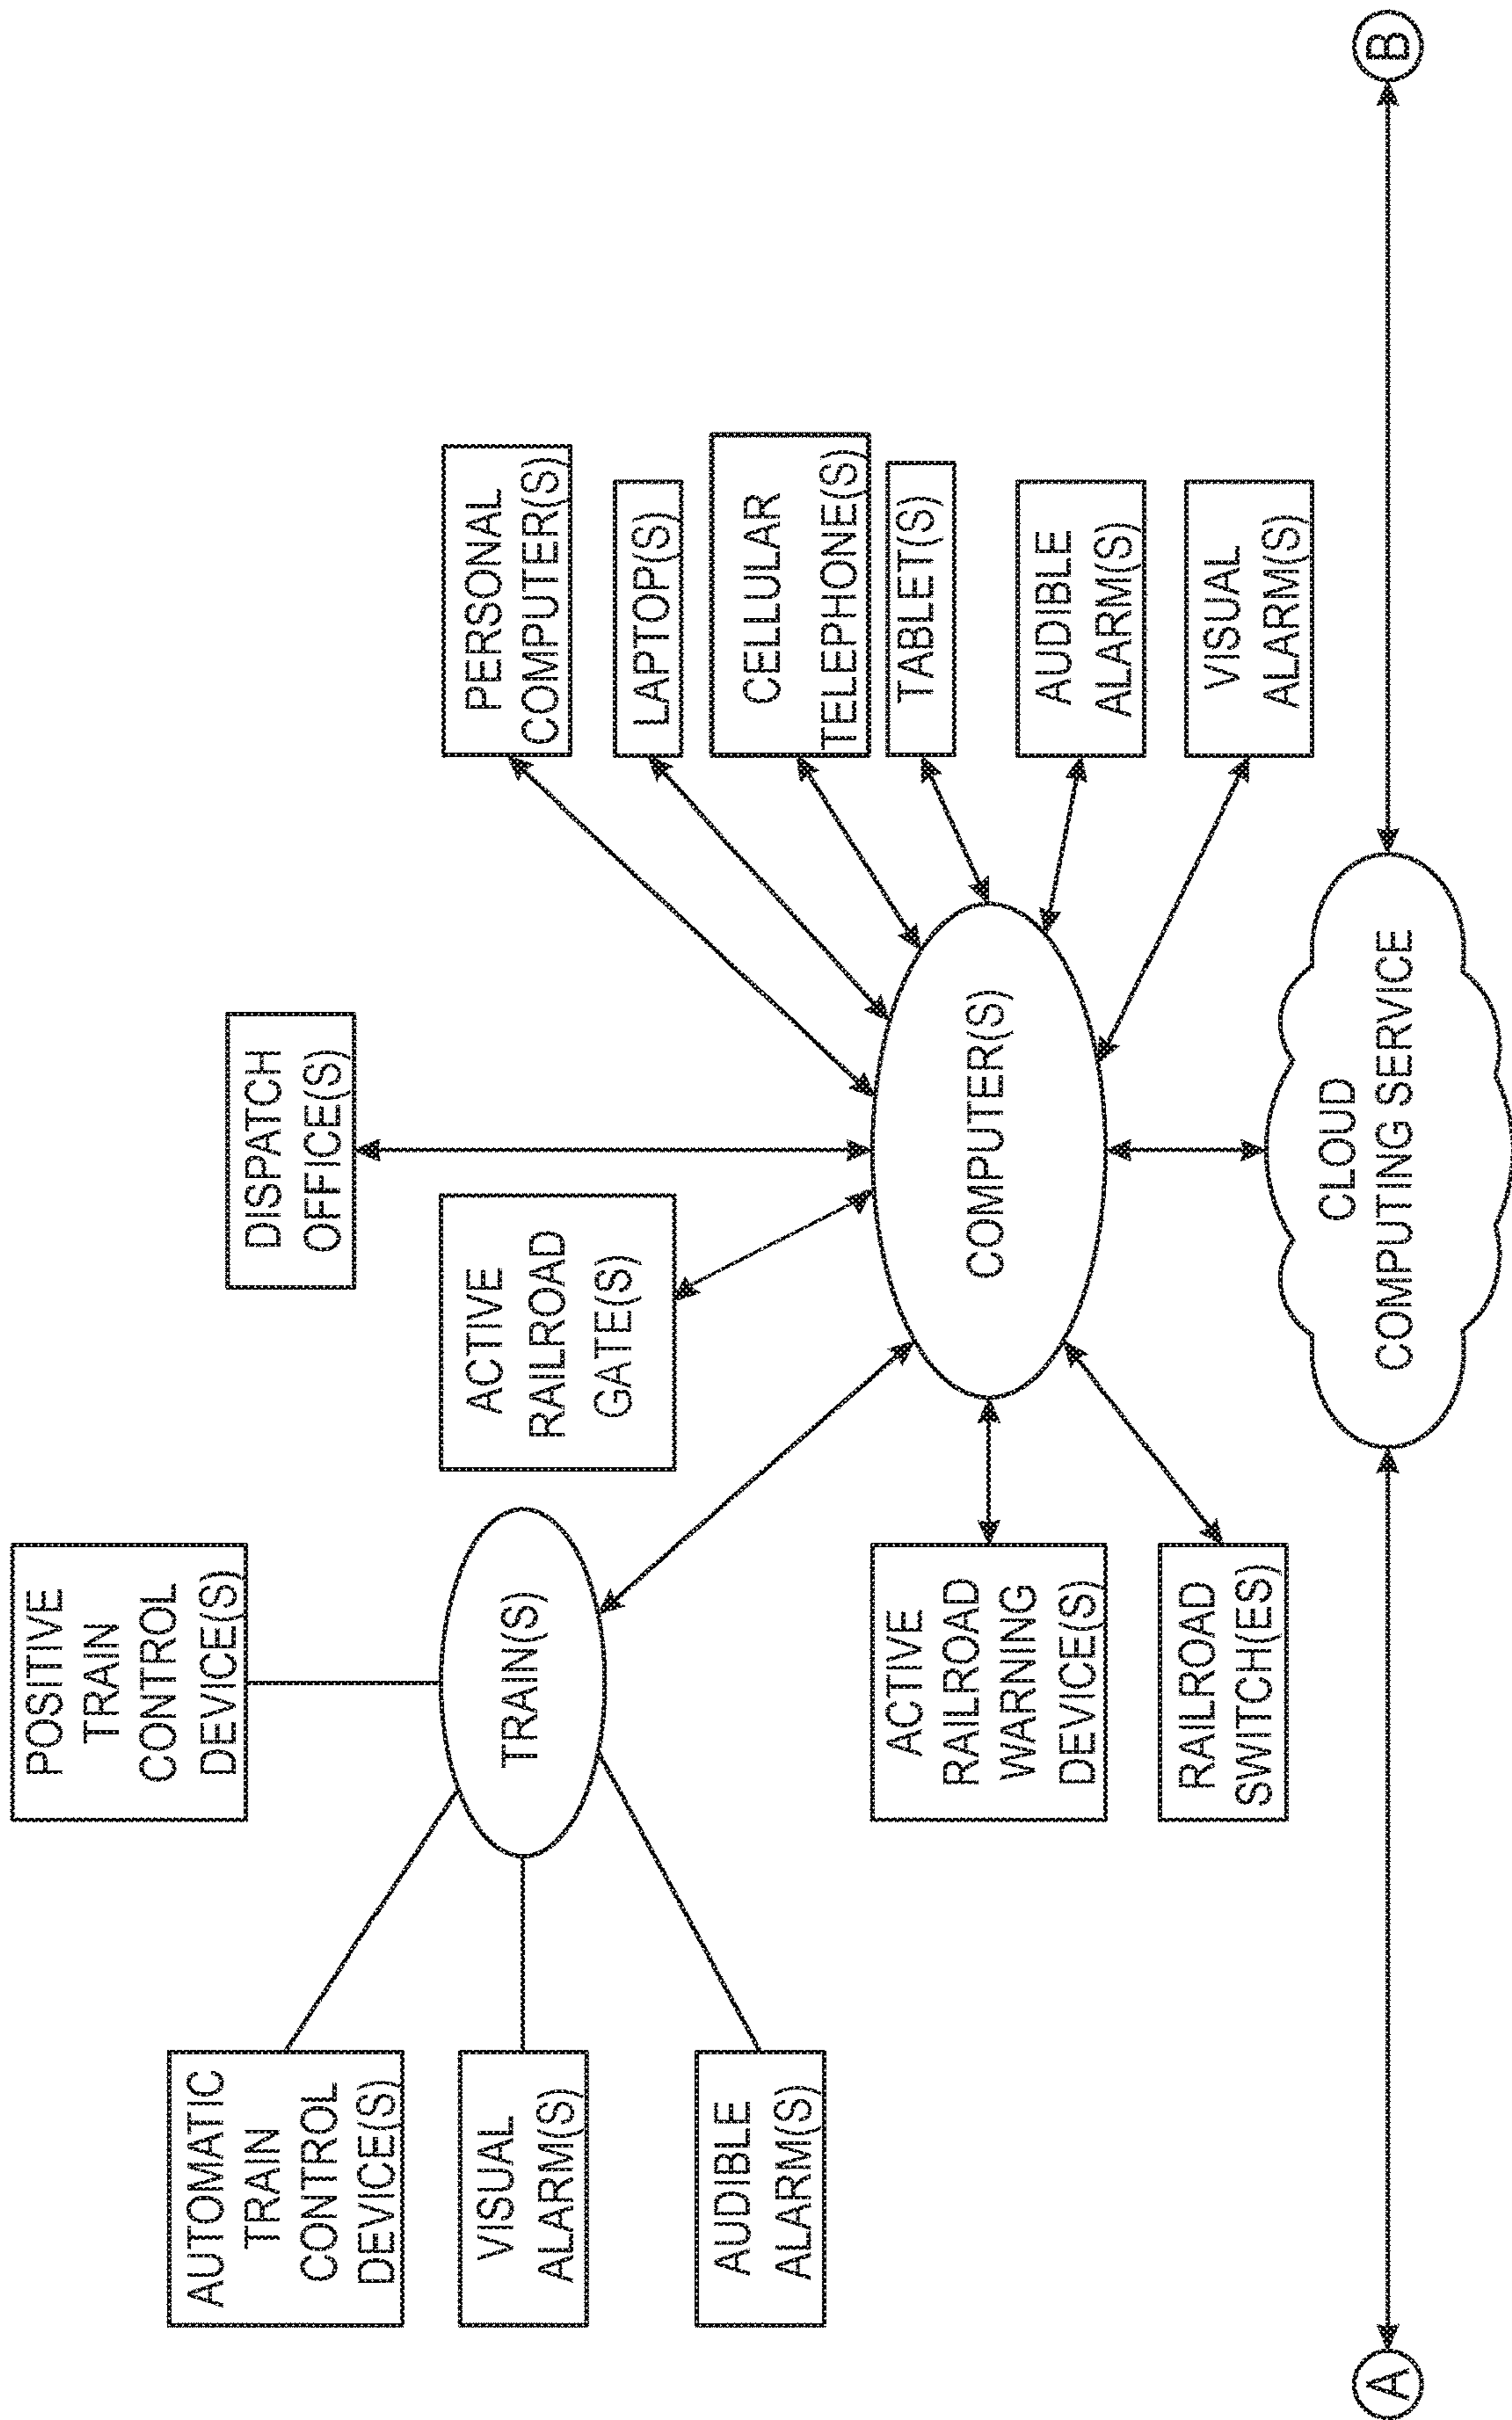 POSITIVE
TRAIN
CONTROL
DEVICE(S)
AUTOMATIC
TRAIN
CONTROL
DEVICE(S)
VISUAL
ALARM(S)
AUDIBLE
ALARM(S)
TRAIN(S)
DISPATCH
OFFICE(S)
ACTIVE
RAILROAD
GATE(S)
PERSONAL
COMPUTER(S)
LAPTOP(S)
CELLULAR
TELEPHONE(S)
TABLET(S)
AUDIBLE
ALARM(S)
VISUAL
ALARM(S)
COMPUTER(S)
ACTIVE
RAILROAD
WARNING
DEVICE(S)
RAILROAD
SWITCH(ES)
CLOUD
COMPUTING SERVICE
A
B